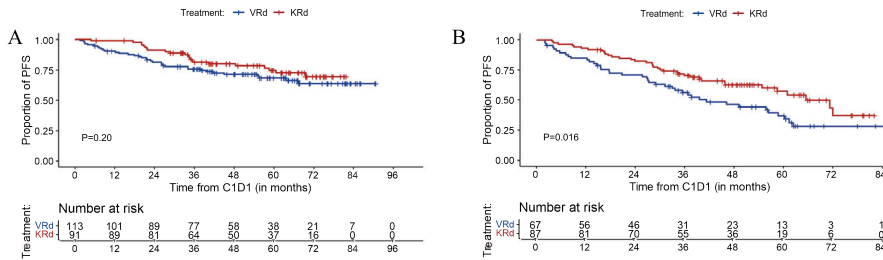 Treatment: VRd KRd
A
Proportion of PFS
1.00
0.75
0.50
0.25
0.00
P=0.20
0 12 24 36 48 60 72 84 96
Time from C1D1 (in months)
Number at risk
Treatment:
VRd 113 101 89 77 58 38 21 7 0
KRd 91 89 81 64 50 37 16 0 0
0 12 24 36 48 60 72 84 96
Treatment: VRd KRd
B
Proportion of PFS
1.00
0.75
0.50
0.25
0.00
P=0.016
0 12 24 36 48 60 72 84
Time from C1D1 (in months)
Number at risk
Treatment:
VRd 67 56 46 31 23 13 3 1
KRd 87 81 70 55 36 19 6 0
0 12 24 36 48 60 72 84